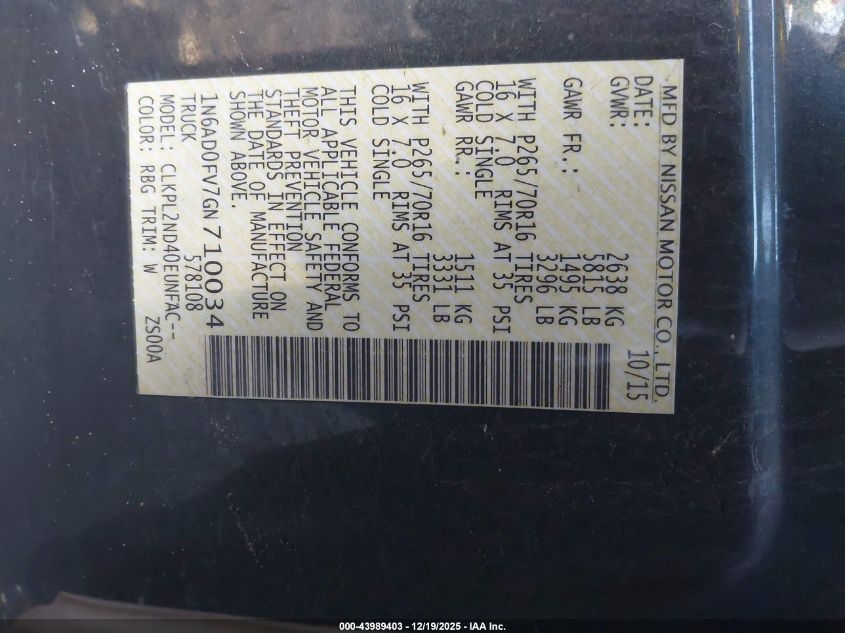 MFD BY NISSAN MOTOR CO., LTD.
DATE: 10/15
GVWR: 2638 KG
5815 LB
GAWR FR.: 1495 KG
3296 LB
WITH P265/70R16 TIRES
16 X 7.0 RIMS AT 35 PSI
COLD SINGLE
GAWR RR.: 1511 KG
3331 LB
WITH P265/70R16 TIRES
16 X 7.0 RIMS AT 35 PSI
COLD SINGLE
THIS VEHICLE CONFORMS TO
ALL APPLICABLE FEDERAL
MOTOR VEHICLE SAFETY AND
THEFT PREVENTION
STANDARDS IN EFFECT ON
THE DATE OF MANUFACTURE
SHOWN ABOVE.
1N6AD0FV7GN710034
TRUCK 578108
MODEL: CLKPL2ND40EUNFAC--
COLOR: RBG TRIM: W ZS00A
000-43989403 - 12/19/2025 - IAA Inc.